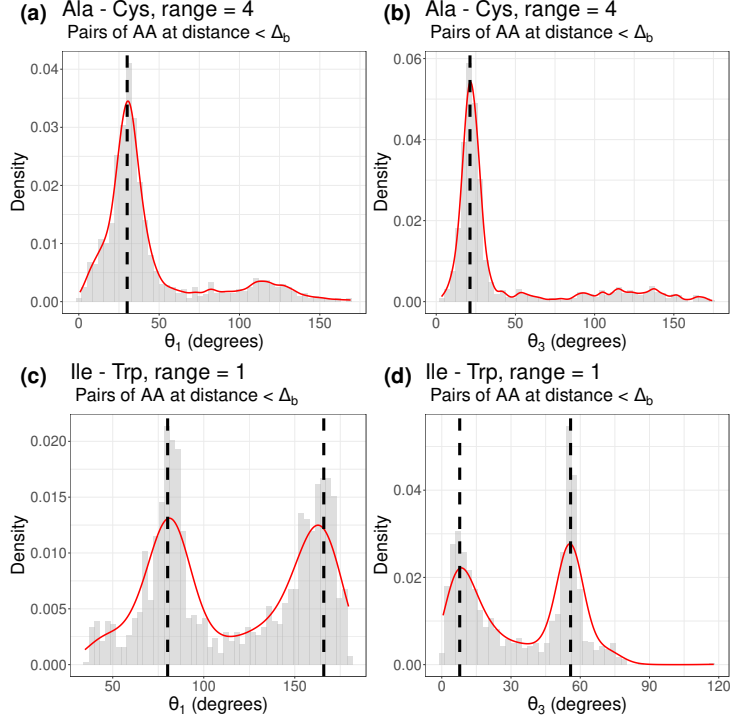 (a) Ala - Cys, range = 4
Pairs of AA at distance < Δb
Density
0.04
0.03
0.02
0.01
0.00
0 50 100 150
θ1 (degrees)
(b) Ala - Cys, range = 4
Pairs of AA at distance < Δb
Density
0.06
0.04
0.02
0.00
0 50 100 150
θ3 (degrees)
(c) Ile - Trp, range = 1
Pairs of AA at distance < Δb
Density
0.020
0.015
0.010
0.005
0.000
50 100 150
θ1 (degrees)
(d) Ile - Trp, range = 1
Pairs of AA at distance < Δb
Density
0.04
0.02
0.00
0 30 60 90 120
θ3 (degrees)